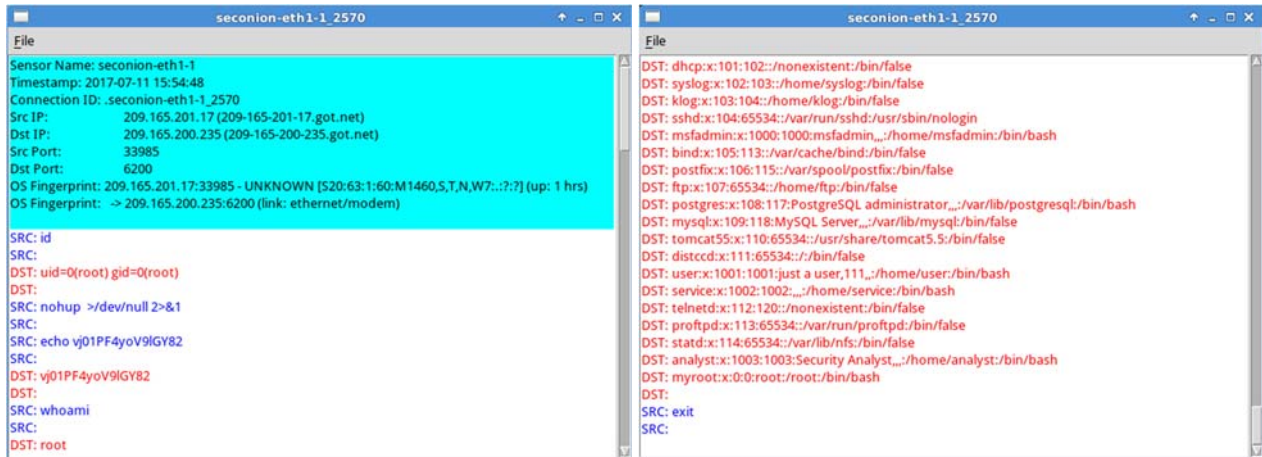 seconion-eth1-1_2570
File
Sensor Name: seconion-eth1-1
Timestamp: 2017-07-11 15:54:48
Connection ID: .seconion-eth1-1_2570
Src IP: 209.165.201.17 (209-165-201-17.got.net)
Dst IP: 209.165.200.235 (209-165-200-235.got.net)
Src Port: 33985
Dst Port: 6200
OS Fingerprint: 209.165.201.17:33985 - UNKNOWN [S20:63:1:60:M1460,S,T,N,W7:.:?:?] (up: 1 hrs)
OS Fingerprint: -> 209.165.200.235:6200 (link: ethernet/modem)
SRC: id
SRC:
DST: uid=0(root) gid=0(root)
DST:
SRC: nohup >/dev/null 2>&1
SRC:
SRC: echo vj01PF4yoV9lGY82
SRC:
DST: vj01PF4yoV9lGY82
DST:
SRC: whoami
SRC:
DST: root
seconion-eth1-1_2570
File
DST: dhcp:x:101:102::/nonexistent:/bin/false
DST: syslog:x:102:103::/home/syslog:/bin/false
DST: klog:x:103:104::/home/klog:/bin/false
DST: sshd:x:104:65534::/var/run/sshd:/usr/sbin/nologin
DST: msfadmin:x:1000:1000:msfadmin,,,:/home/msfadmin:/bin/bash
DST: bind:x:105:113::/var/cache/bind:/bin/false
DST: postfix:x:106:115::/var/spool/postfix:/bin/false
DST: ftp:x:107:65534::/home/ftp:/bin/false
DST: postgres:x:108:117:PostgreSQL administrator,,,:/var/lib/postgresql:/bin/bash
DST: mysql:x:109:118:MySQL Server,,,:/var/lib/mysql:/bin/false
DST: tomcat55:x:110:65534::/usr/share/tomcat5.5:/bin/false
DST: distccd:x:111:65534::/:/bin/false
DST: user:x:1001:1001:just a user,111,,:/home/user:/bin/bash
DST: service:x:1002:1002:,,,:/home/service:/bin/bash
DST: telnetd:x:112:120::/nonexistent:/bin/false
DST: proftpd:x:113:65534::/var/run/proftpd:/bin/false
DST: statd:x:114:65534::/var/lib/nfs:/bin/false
DST: analyst:x:1003:1003:Security Analyst,,,:/home/analyst:/bin/bash
DST: myroot:x:0:0:root:/root:/bin/bash
DST:
SRC: exit
SRC: